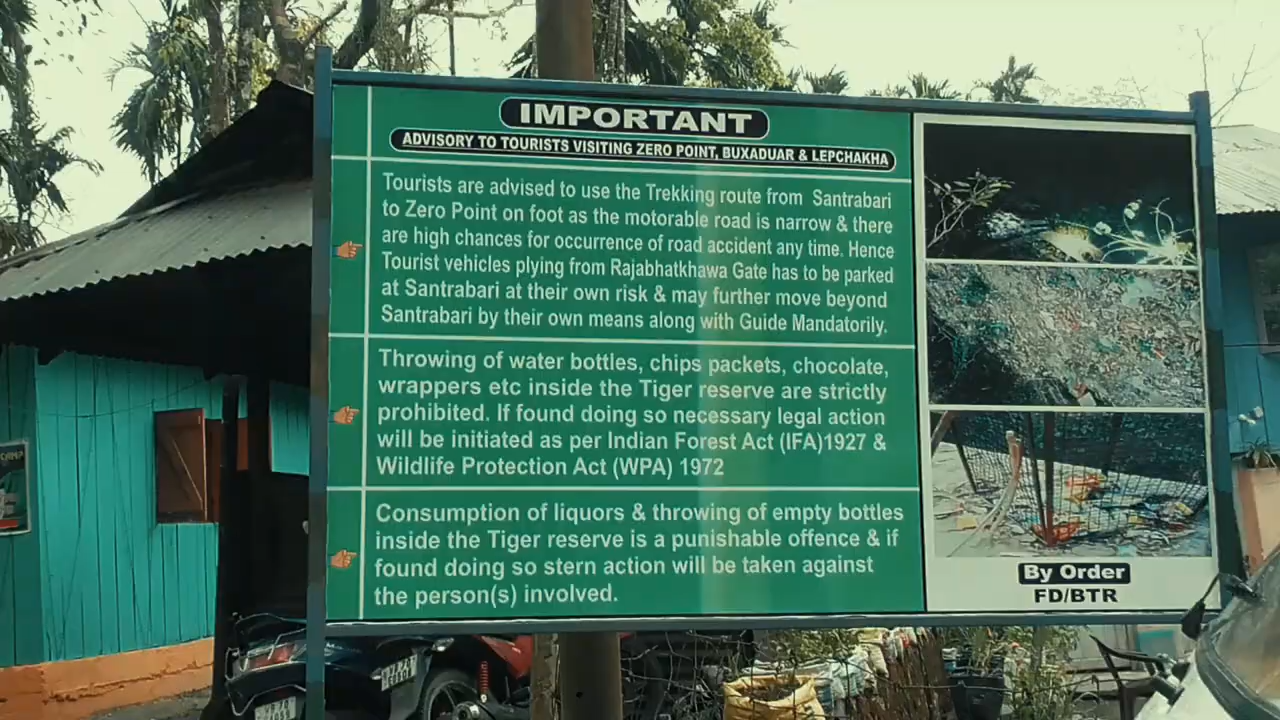 IMPORTANT
ADVISORY TO TOURISTS VISITING ZERO POINT, BUXADUAR & LEPCHAKHA
Tourists are advised to use the Trekking route from Santrabari
to Zero Point on foot as the motorable road is narrow & there
are high chances for occurrence of road accident any time. Hence
Tourist vehicles plying from Rajabhatkhawa Gate has to be parked
at Santrabari at their own risk & may further move beyond
Santrabari by their own means along with Guide Mandatorily.
Throwing of water bottles, chips packets, chocolate,
wrappers etc inside the Tiger reserve are strictly
prohibited. If found doing so necessary legal action
will be initiated as per Indian Forest Act (IFA)1927 &
Wildlife Protection Act (WPA) 1972
Consumption of liquors & throwing of empty bottles
inside the Tiger reserve is a punishable offence & if
found doing so stern action will be taken against
the person(s) involved.
By Order
FD/BTR